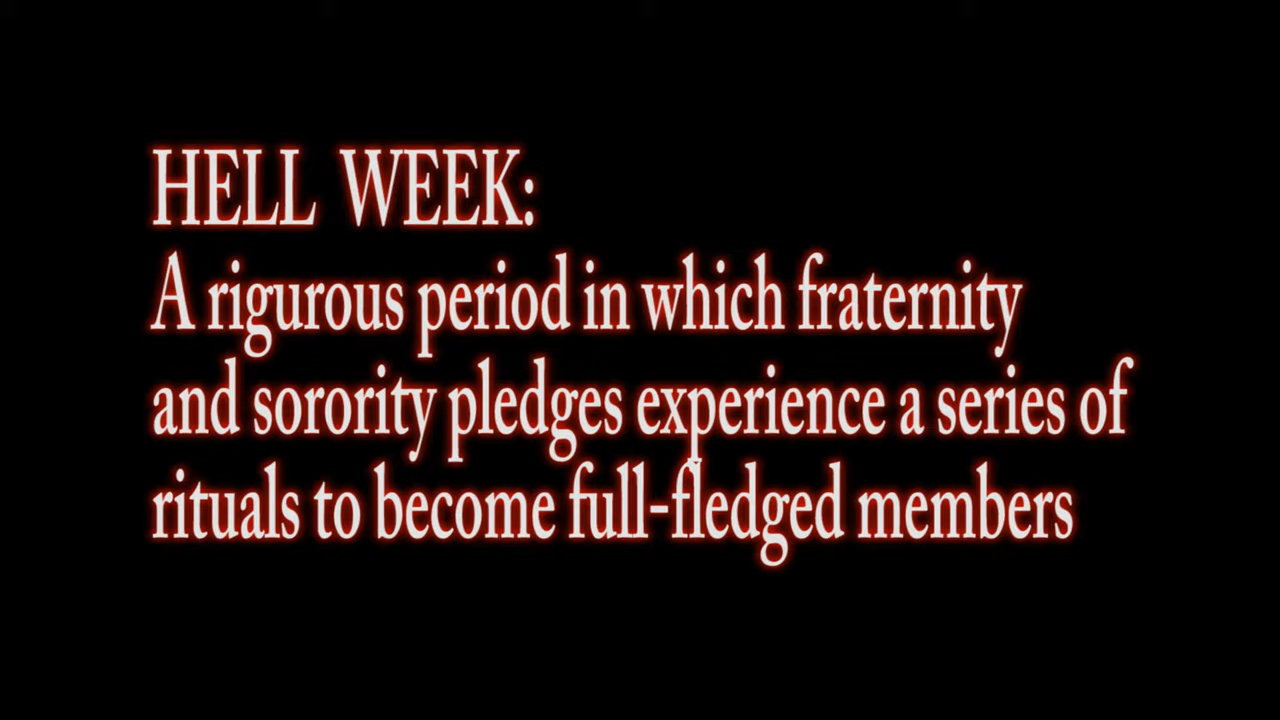 HELL WEEK:
A rigurous period in which fraternity
and sorority pledges experience a series of
rituals to become full-fledged members